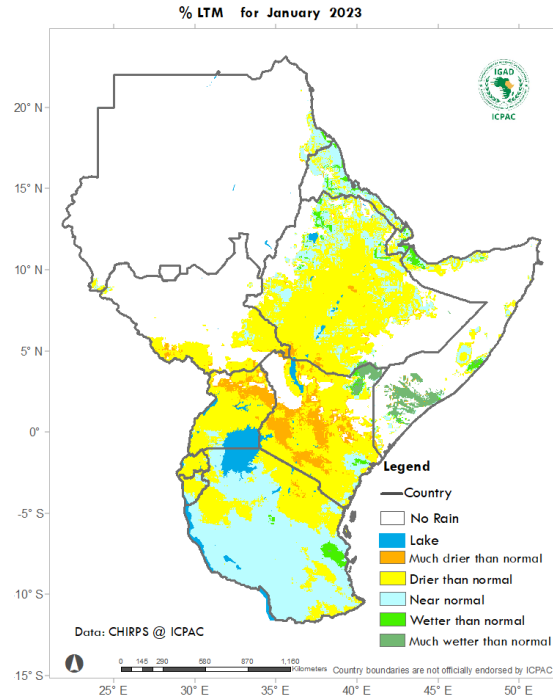 % LTM for January 2023
IGAD
ICPAC
20° N
15° N
10° N
5° N
0°
-5° S
10° S
15° S
Legend
Country
No Rain
Lake
Much drier than normal
Drier than normal
Near normal
Wetter than normal
Much wetter than normal
Data: CHIRPS @ ICPAC
0 145 290 580 870 1,160
Kilometers
Country boundaries are not officially endorsed by ICPAC
25° E
30° E
35° E
40° E
45° E
50° E